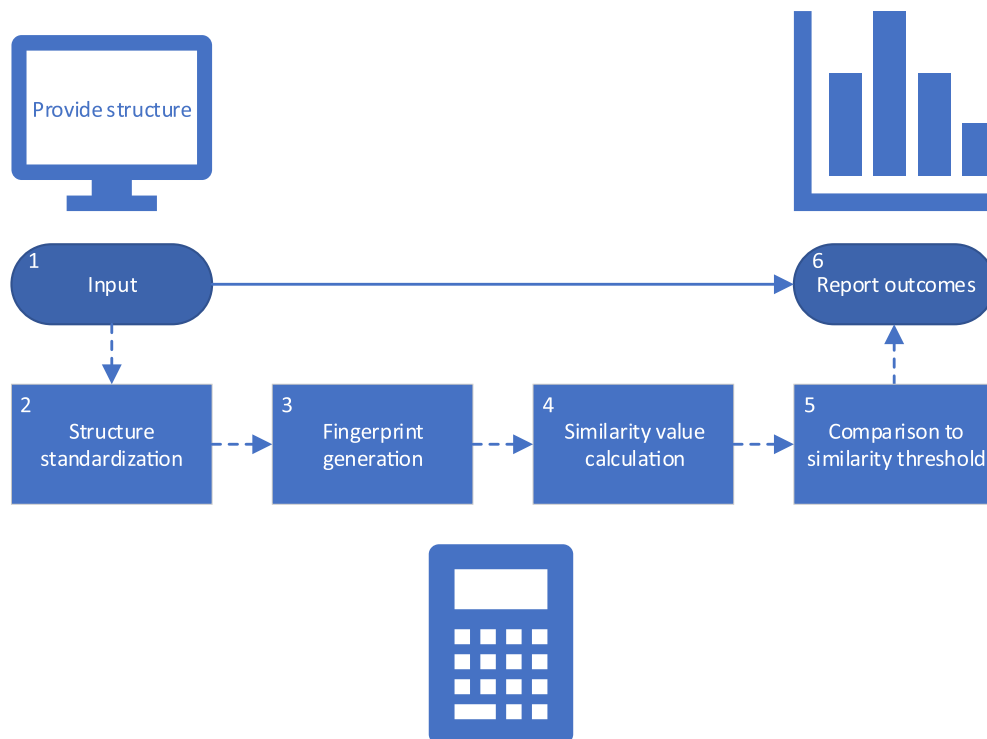 Provide structure
1
Input
6
Report outcomes
2
Structure
standardization
3
Fingerprint
generation
4
Similarity value
calculation
5
Comparison to
similarity threshold